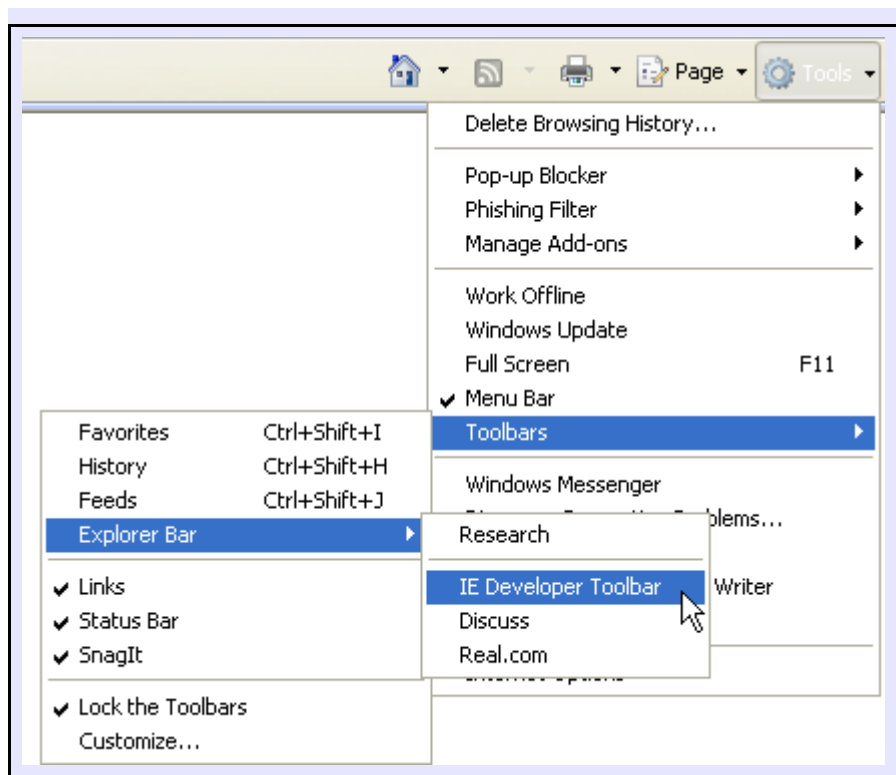 Page Tools
Delete Browsing History...
Pop-up Blocker
Phishing Filter
Manage Add-ons
Work Offline
Windows Update
Full Screen F11
Menu Bar
Toolbars
Windows Messenger
blems...
Writer
Favorites Ctrl+Shift+I
History Ctrl+Shift+H
Feeds Ctrl+Shift+J
Explorer Bar
Links
Status Bar
SnagIt
Lock the Toolbars
Customize...
Research
IE Developer Toolbar
Discuss
Real.com